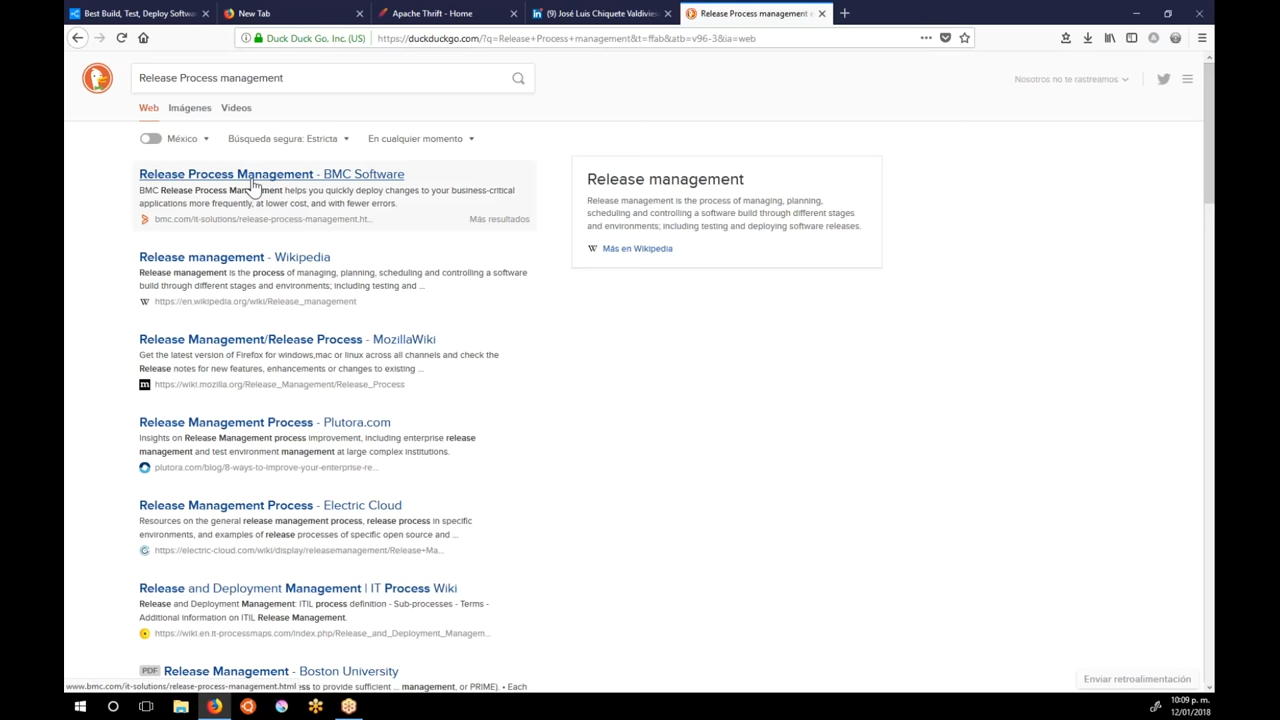 Best Build, Test, Deploy Softwa
New Tab
Apache Thrift - Home
(9) José Luis Chiquete Valdivies
Release Process management
Duck Duck Go, Inc. (US)
https://duckduckgo.com/?q=Release+Process+management&t=ffab&atb=v96-3&ia=web
Release Process management
Nosotros no te rastreamos
Web Imágenes Videos
México Búsqueda segura: Estricta En cualquier momento
Release Process Management - BMC Software
BMC Release Process Management helps you quickly deploy changes to your business-critical
applications more frequently, at lower cost, and with fewer errors.
bmc.com/it-solutions/release-process-management.ht...
Más resultados
Release management - Wikipedia
Release management is the process of managing, planning, scheduling and controlling a software
build through different stages and environments; including testing and ...
https://en.wikipedia.org/wiki/Release_management
Release Management/Release Process - MozillaWiki
Get the latest version of Firefox for windows,mac or linux across all channels and check the
Release notes for new features, enhancements or changes to existing ...
https://wiki.mozilla.org/Release_Management/Release_Process
Release Management Process - Plutora.com
Insights on Release Management process improvement, including enterprise release
management and test environment management at large complex institutions.
plutora.com/blog/8-ways-to-improve-your-enterprise-re...
Release Management Process - Electric Cloud
Resources on the general release management process, release process in specific
environments, and examples of release processes of specific open source and ...
https://electric-cloud.com/wiki/display/releasemanagement/Release+Ma...
Release and Deployment Management | IT Process Wiki
Release and Deployment Management: ITIL process definition - Sub-processes - Terms -
Additional information on ITIL Release Management.
https://wiki.en.it-processmaps.com/index.php/Release_and_Deployment_Managem...
PDF Release Management - Boston University
www.bmc.com/it-solutions/release-process-management.html
ss to provide sufficient ... management, or PRIME). • Each
Release management
Release management is the process of managing, planning,
scheduling and controlling a software build through different
stages and environments; including testing and deploying software releases.
W Más en Wikipedia
Enviar retroalimentación
10:09 p. m.
12/01/2018